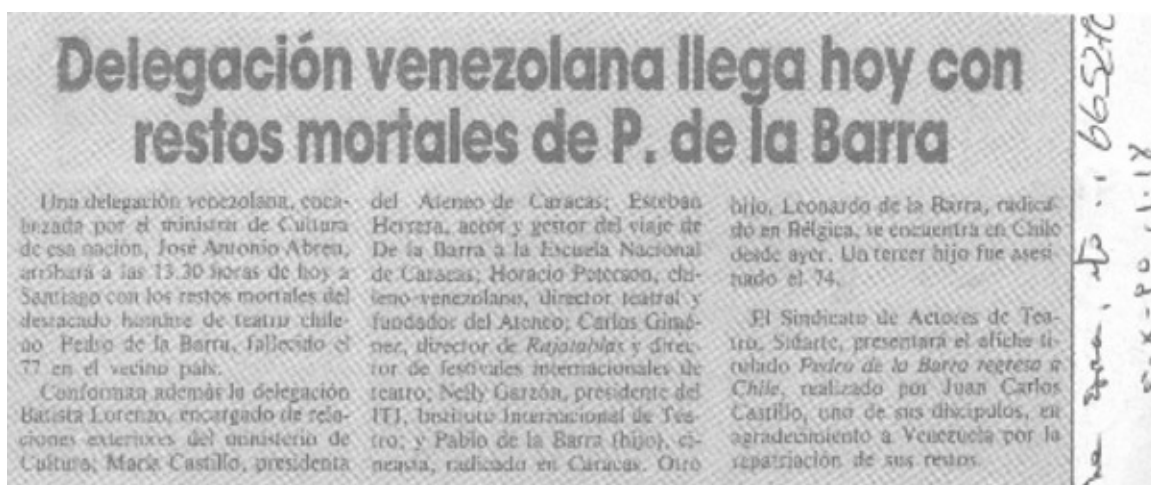 Delegación venezolana llega hoy con
restos mortales de P. de la Barra
Una delegación venezolana, enca-
bezada por el ministro de Cultura
de esa nación, José Antonio Abreu,
arribará a las 13.30 horas de hoy a
Santiago con los restos mortales del
destacado hombre de teatro chile-
no Pedro de la Barra, fallecido el
77 en el vecino país.
Conforman además la delegación
Batista Lorenzo, encargado de rela-
ciones exteriores del ministerio de
Cultura; María Castillo, presidenta
del Ateneo de Caracas; Esteban
Herrera, actor y gestor del viaje de
De la Barra a la Escuela Nacional
de Caracas; Horacio Peterson, chi-
leno-venezolano, director teatral y
fundador del Ateneo; Carlos Gimé-
nez, director de Rajatablas y direc-
tor de festivales internacionales de
teatro; Nelly Garzón, presidente del
ITI, Instituto Internacional de Tea-
tro; y Pablo de la Barra (hijo), ci-
neasta, radicado en Caracas. Otro
hijo, Leonardo de la Barra, radica-
do en Bélgica, se encuentra en Chile
desde ayer. Un tercer hijo fue asesi-
nado el 74.
El Sindicato de Actores de Tea-
tro, Sidarte, presentará el afiche ti-
tulado Pedro de la Barra regresa a
Chile, realizado por Juan Carlos
Castillo, uno de sus discípulos, en
agradecimiento a Venezuela por la
repatriación de sus restos.